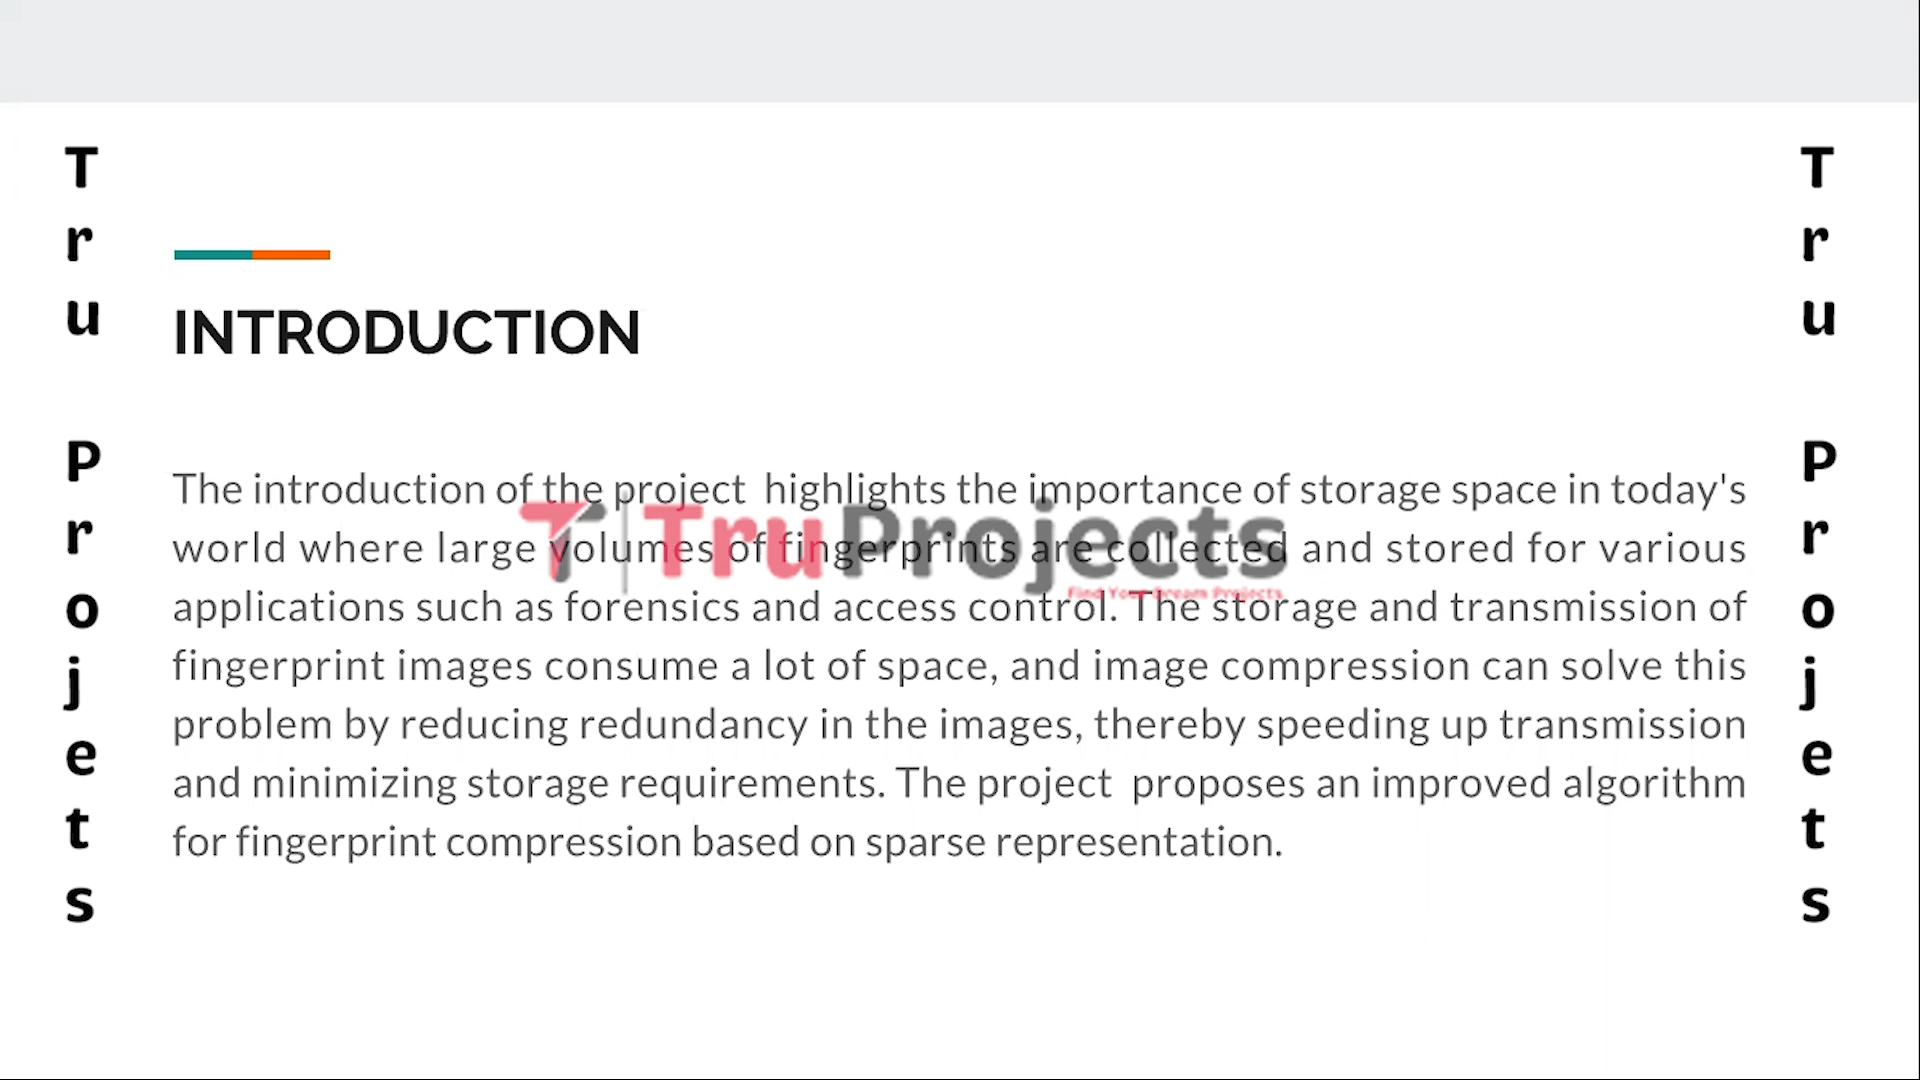 T
r
u
P
r
o
j
e
t
s
INTRODUCTION
The introduction of the project highlights the importance of storage space in today's
world where large volumes of fingerprints are collected and stored for various
applications such as forensics and access control. The storage and transmission of
fingerprint images consume a lot of space, and image compression can solve this
problem by reducing redundancy in the images, thereby speeding up transmission
and minimizing storage requirements. The project proposes an improved algorithm
for fingerprint compression based on sparse representation.
TruProjects
Find Your Dream Projects
T
r
u
P
r
o
j
e
t
s